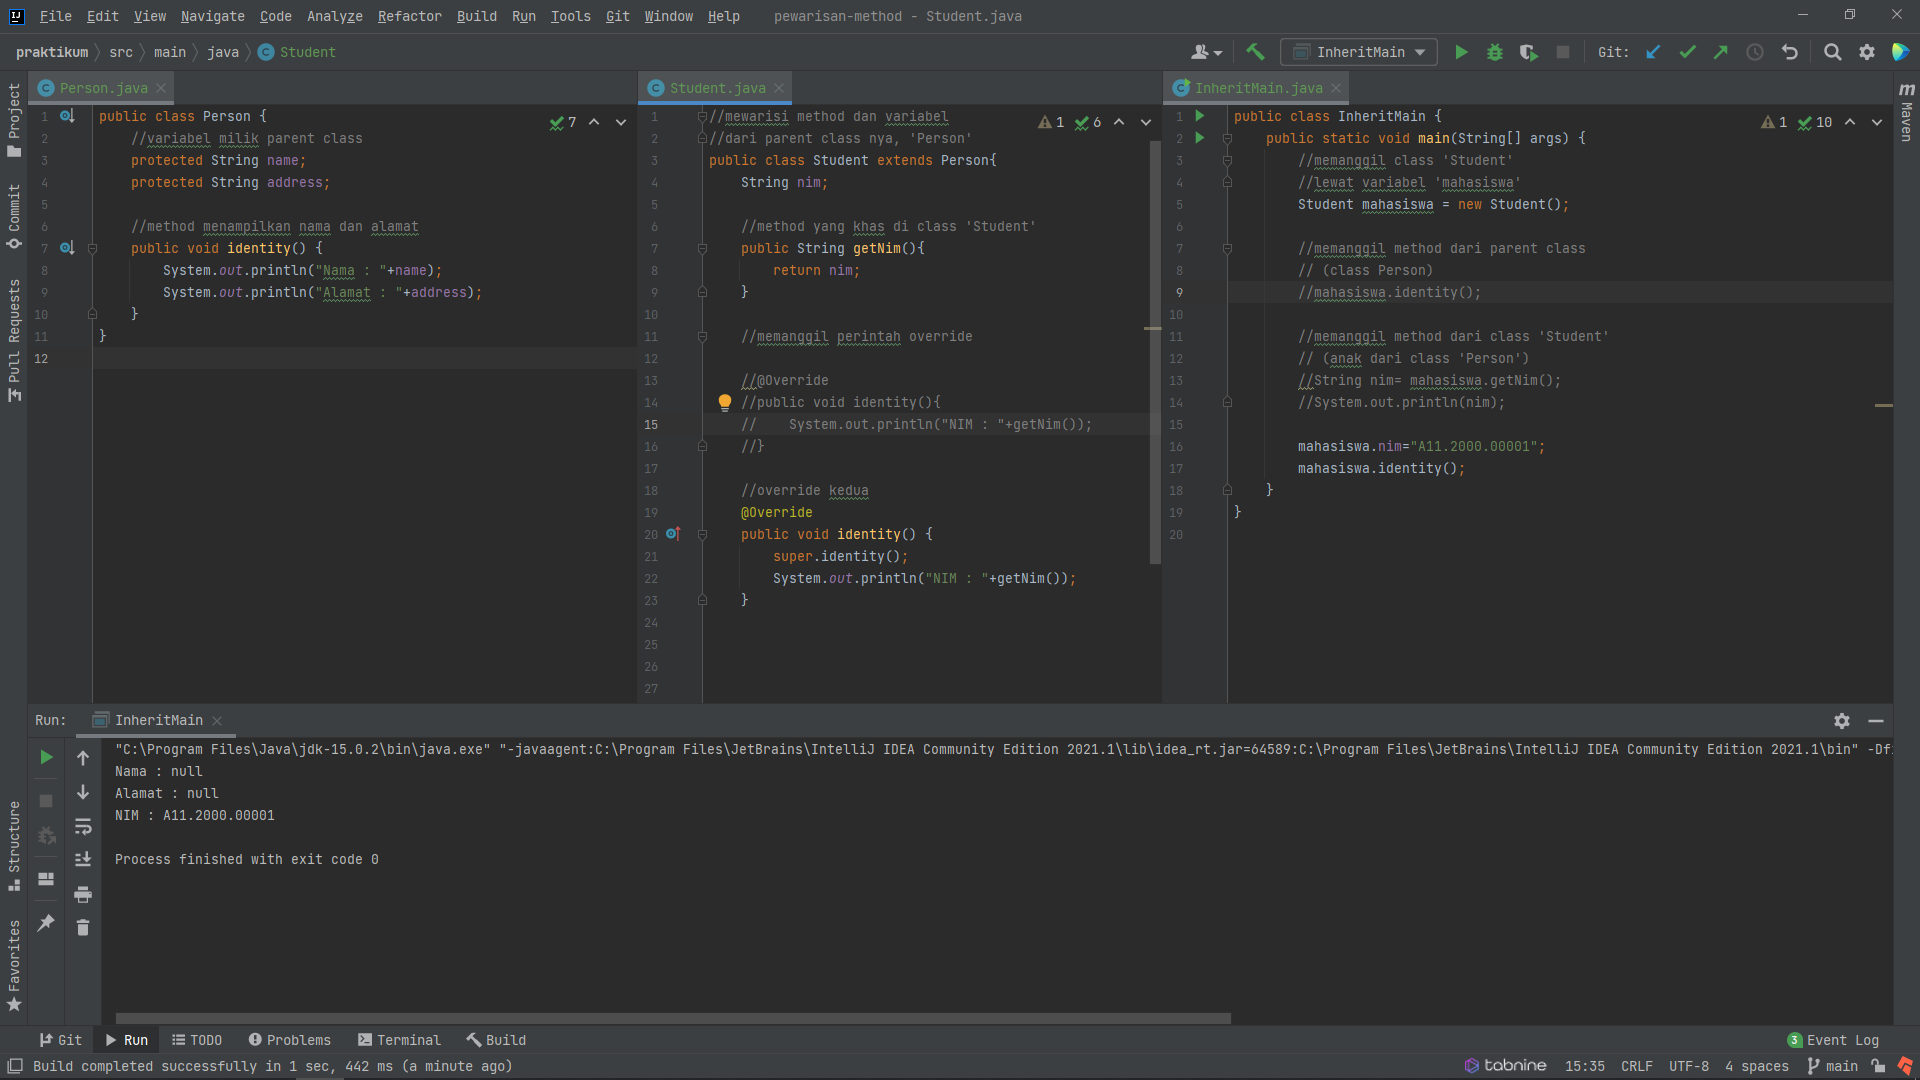 File Edit View Navigate Code Analyze Refactor Build Run Tools Git Window Help pewarisan-method - Student.java
praktikum src main java Student InheritMain Git:
Project
Commit
Pull Requests
Structure
Favorites
Maven
Person.java
7
1 public class Person {
2 //variabel milik parent class
3 protected String name;
4 protected String address;
5
6 //method menampilkan nama dan alamat
7 public void identity() {
8 System.out.println("Nama : "+name);
9 System.out.println("Alamat : "+address);
10 }
11 }
12
Student.java
1 6
1 //mewarisi method dan variabel
2 //dari parent class nya, 'Person'
3 public class Student extends Person{
4 String nim;
5
6 //method yang khas di class 'Student'
7 public String getNim(){
8 return nim;
9 }
10
11 //memanggil perintah override
12
13 //@Override
14 //public void identity(){
15 // System.out.println("NIM : "+getNim());
16 //}
17
18 //override kedua
19 @Override
20 public void identity() {
21 super.identity();
22 System.out.println("NIM : "+getNim());
23 }
24
25
26
27
InheritMain.java
1 10
1 public class InheritMain {
2 public static void main(String[] args) {
3 //memanggil class 'Student'
4 //lewat variabel 'mahasiswa'
5 Student mahasiswa = new Student();
6
7 //memanggil method dari parent class
8 // (class Person)
9 //mahasiswa.identity();
10
11 //memanggil method dari class 'Student'
12 // (anak dari class 'Person')
13 //String nim= mahasiswa.getNim();
14 //System.out.println(nim);
15
16 mahasiswa.nim="A11.2000.00001";
17 mahasiswa.identity();
18 }
19 }
20
Run: InheritMain
"C:\Program Files\Java\jdk-15.0.2\bin\java.exe" "-javaagent:C:\Program Files\JetBrains\IntelliJ IDEA Community Edition 2021.1\lib\idea_rt.jar=64589:C:\Program Files\JetBrains\IntelliJ IDEA Community Edition 2021.1\bin"
Nama : null
Alamat : null
NIM : A11.2000.00001
Process finished with exit code 0
Git Run TODO Problems Terminal Build 3 Event Log
Build completed successfully in 1 sec, 442 ms (a minute ago) tabnine 15:35 CRLF UTF-8 4 spaces main